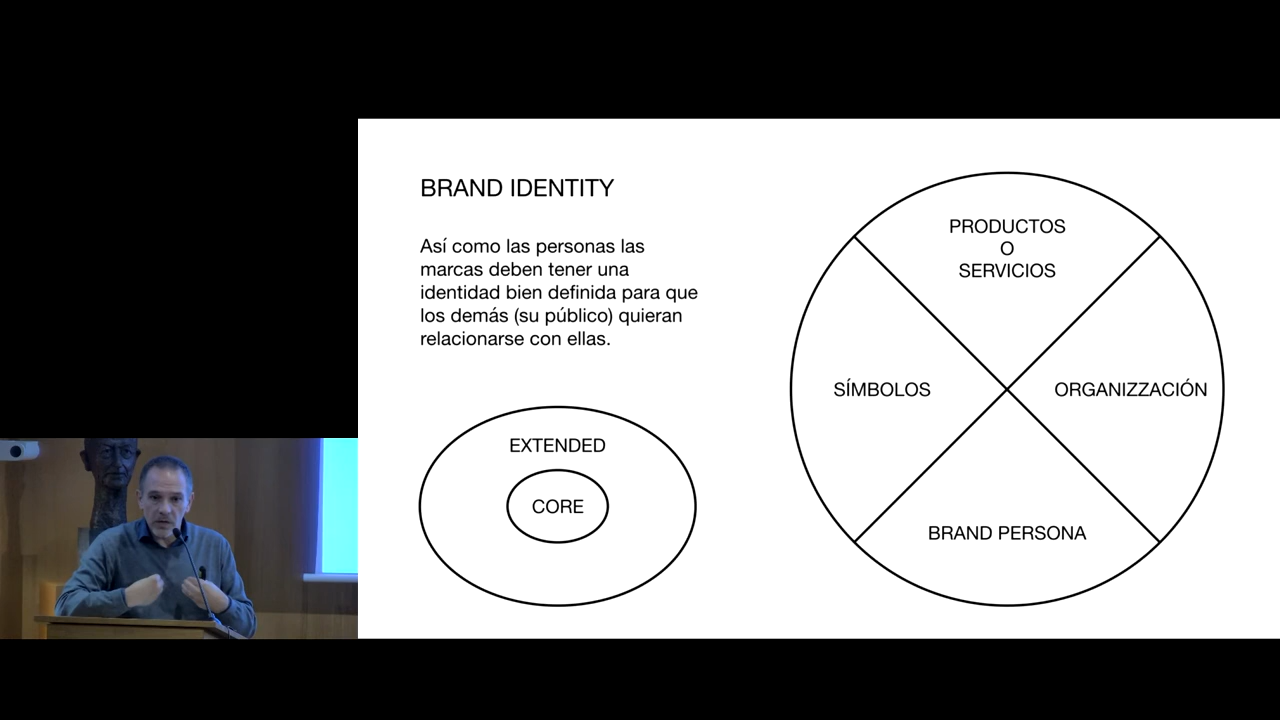 BRAND IDENTITY
Así como las personas las
marcas deben tener una
identidad bien definida para que
los demás (su público) quieran
relacionarse con ellas.
EXTENDED
CORE
PRODUCTOS
O
SERVICIOS
SÍMBOLOS
ORGANIZZACIÓN
BRAND PERSONA